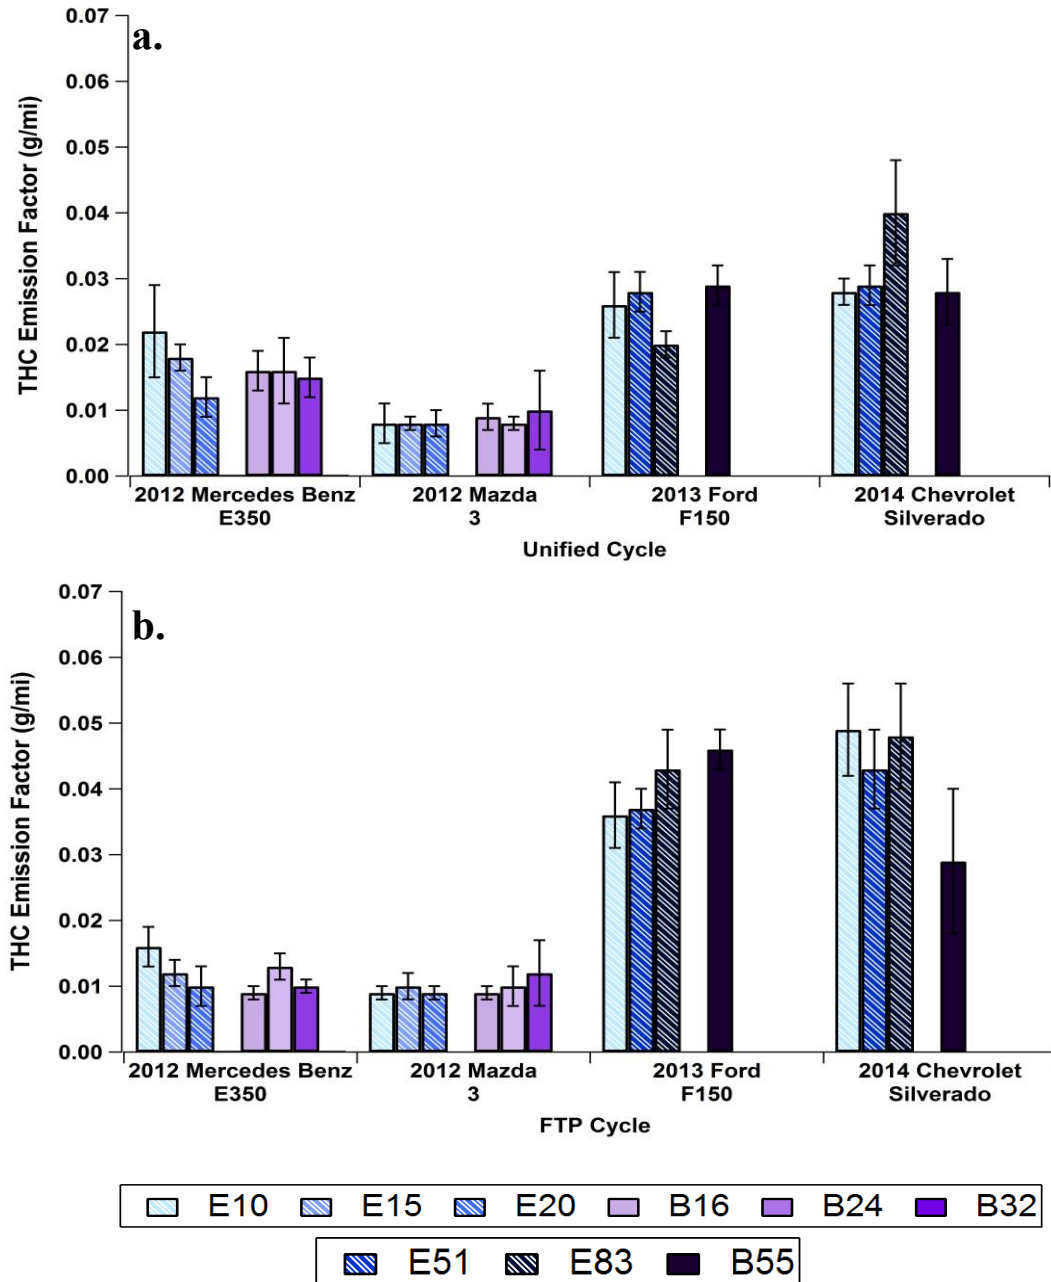 a.
THC Emission Factor (g/mi)
0.07
0.06
0.05
0.04
0.03
0.02
0.01
0.00
2012 Mercedes Benz E350
2012 Mazda 3
2013 Ford F150
2014 Chevrolet Silverado
Unified Cycle
b.
THC Emission Factor (g/mi)
0.07
0.06
0.05
0.04
0.03
0.02
0.01
0.00
2012 Mercedes Benz E350
2012 Mazda 3
2013 Ford F150
2014 Chevrolet Silverado
FTP Cycle
E10 E15 E20 B16 B24 B32
E51 E83 B55